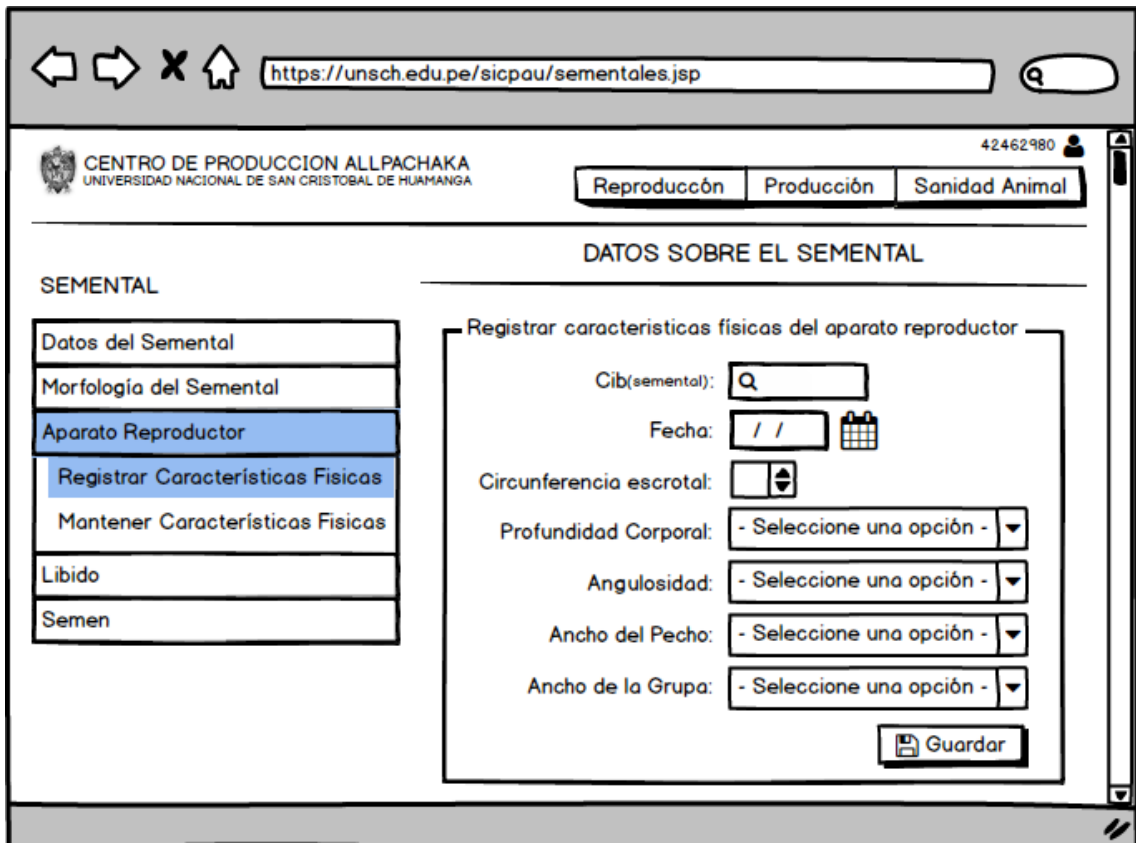 https://unsch.edu.pe/sicpau/sementales.jsp
42462980
CENTRO DE PRODUCCION ALLPACHAKA
UNIVERSIDAD NACIONAL DE SAN CRISTOBAL DE HUAMANGA
Reproduccón Producción Sanidad Animal
DATOS SOBRE EL SEMENTAL
SEMENTAL
Datos del Semental
Morfología del Semental
Aparato Reproductor
Registrar Características Fisicas
Mantener Características Fisicas
Libido
Semen
Registrar caracteristicas físicas del aparato reproductor
Cib(semental):
Fecha: / /
Circunferencia escrotal:
Profundidad Corporal: - Seleccione una opción -
Angulosidad: - Seleccione una opción -
Ancho del Pecho: - Seleccione una opción -
Ancho de la Grupa: - Seleccione una opción -
Guardar